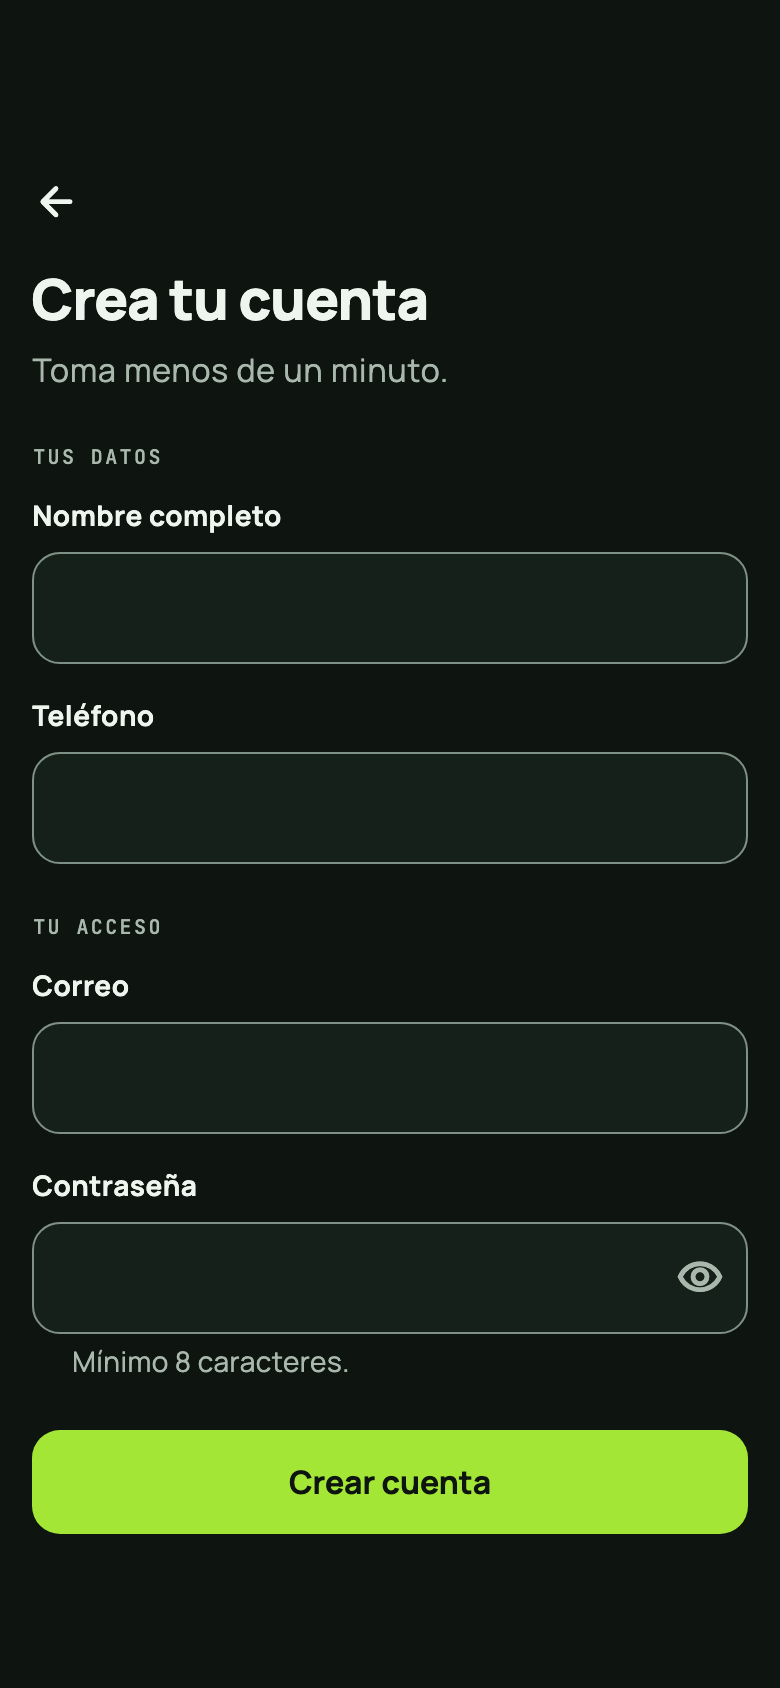 Crea tu cuenta
Toma menos de un minuto.
TUS DATOS
Nombre completo
Teléfono
TU ACCESO
Correo
Contraseña
Mínimo 8 caracteres.
Crear cuenta